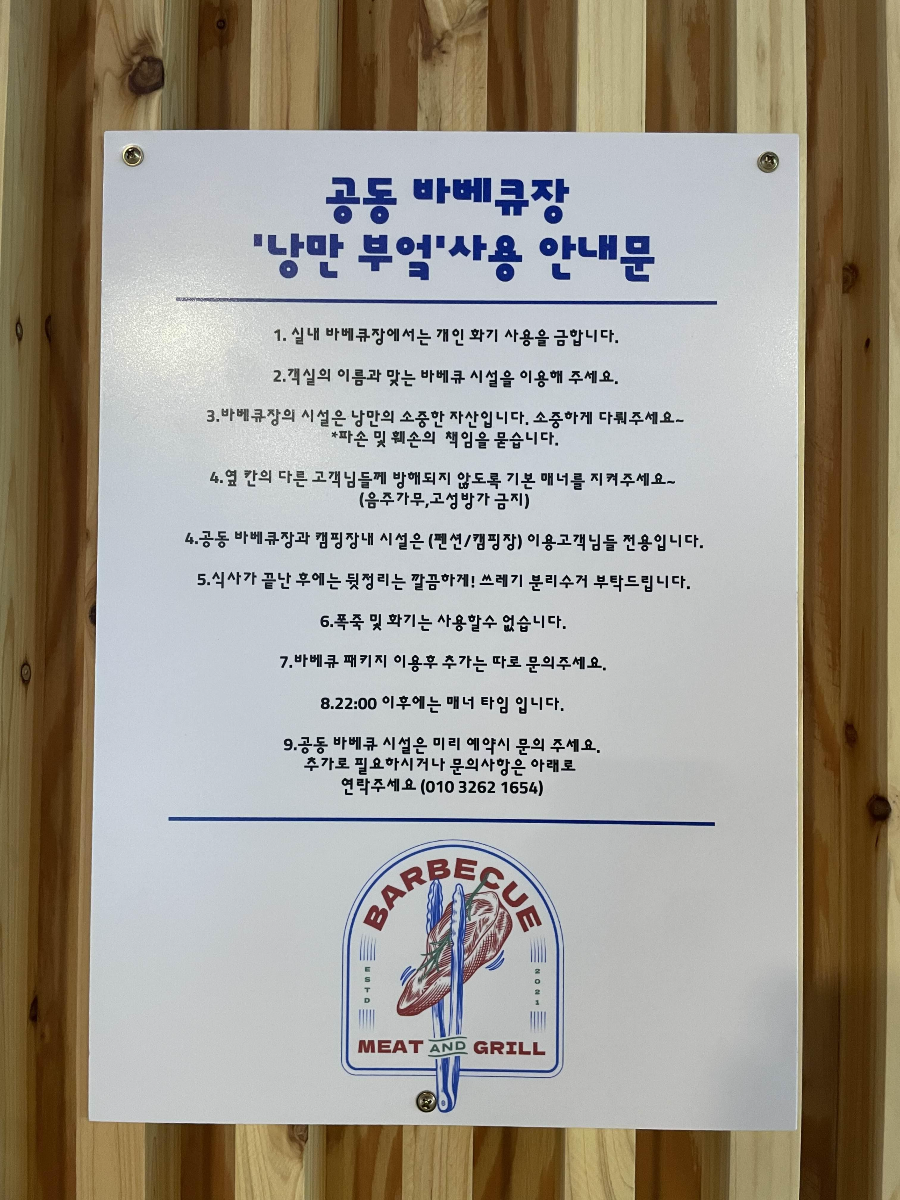 공동 바베큐장
'낭만 부엌'사용 안내문
1. 실내 바베큐장에서는 개인 화기 사용을 금합니다.
2.객실의 이름과 맞는 바베큐 시설을 이용해 주세요.
3.바베큐장의 시설은 낭만의 소중한 자산입니다. 소중하게 다뤄주세요~
*파손 및 훼손의 책임을 묻습니다.
4.옆 칸의 다른 고객님들께 방해되지 않도록 기본 매너를 지켜주세요~
(음주가무,고성방가 금지)
4.공동 바베큐장과 캠핑장내 시설은 (펜션/캠핑장) 이용고객님들 전용입니다.
5.식사가 끝난 후에는 뒷정리는 깔끔하게! 쓰레기 분리수거 부탁드립니다.
6.폭죽 및 화기는 사용할수 없습니다.
7.바베큐 패키지 이용후 추가는 따로 문의주세요.
8.22:00 이후에는 매너 타임 입니다.
9.공동 바베큐 시설은 미리 예약시 문의 주세요.
추가로 필요하시거나 문의사항은 아래로
연락주세요 (010 3262 1654)
BARBECUE
ESTD
2021
MEAT AND GRILL